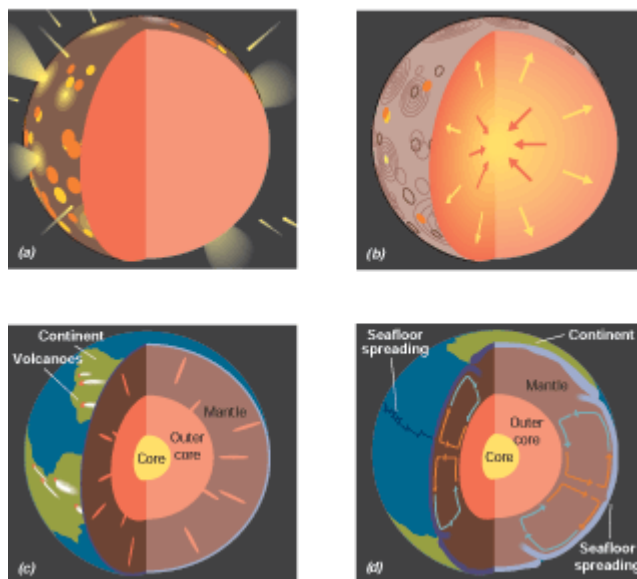 (a)
(b)
Continent
Volcanoes
Mantle
Outer
core
Core
(c)
Seafloor
spreading
Continent
Mantle
Outer
core
Core
Seafloor
spreading
(d)